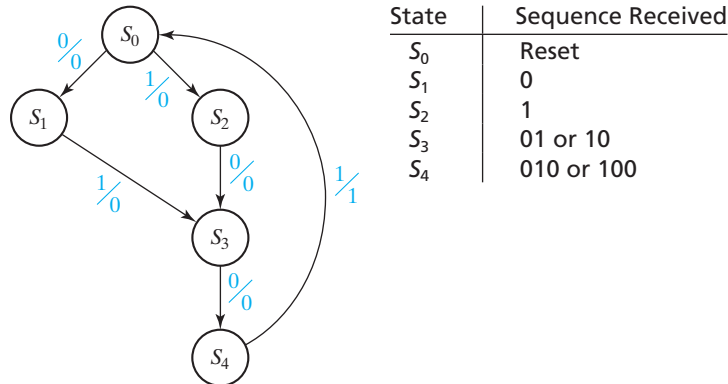 S0
0/0
1/0
S1
S2
1/0
0/0
1/1
S3
0/0
S4
State Sequence Received
S0 Reset
S1 0
S2 1
S3 01 or 10
S4 010 or 100